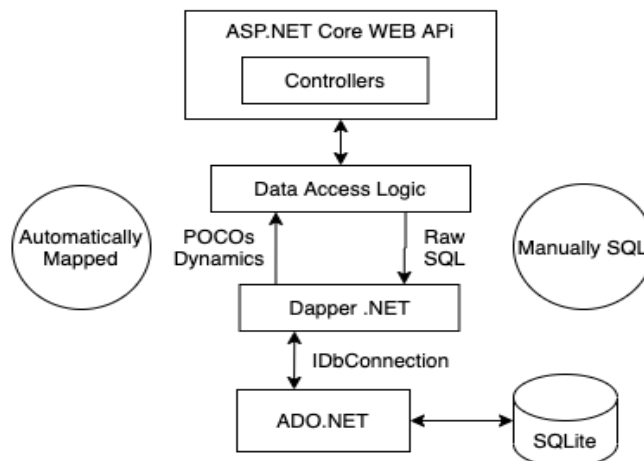 ASP.NET Core WEB APi
Controllers
Data Access Logic
Automatically
Mapped
POCOs
Dynamics
Raw
SQL
Manually SQL
Dapper .NET
IDbConnection
ADO.NET
SQLite